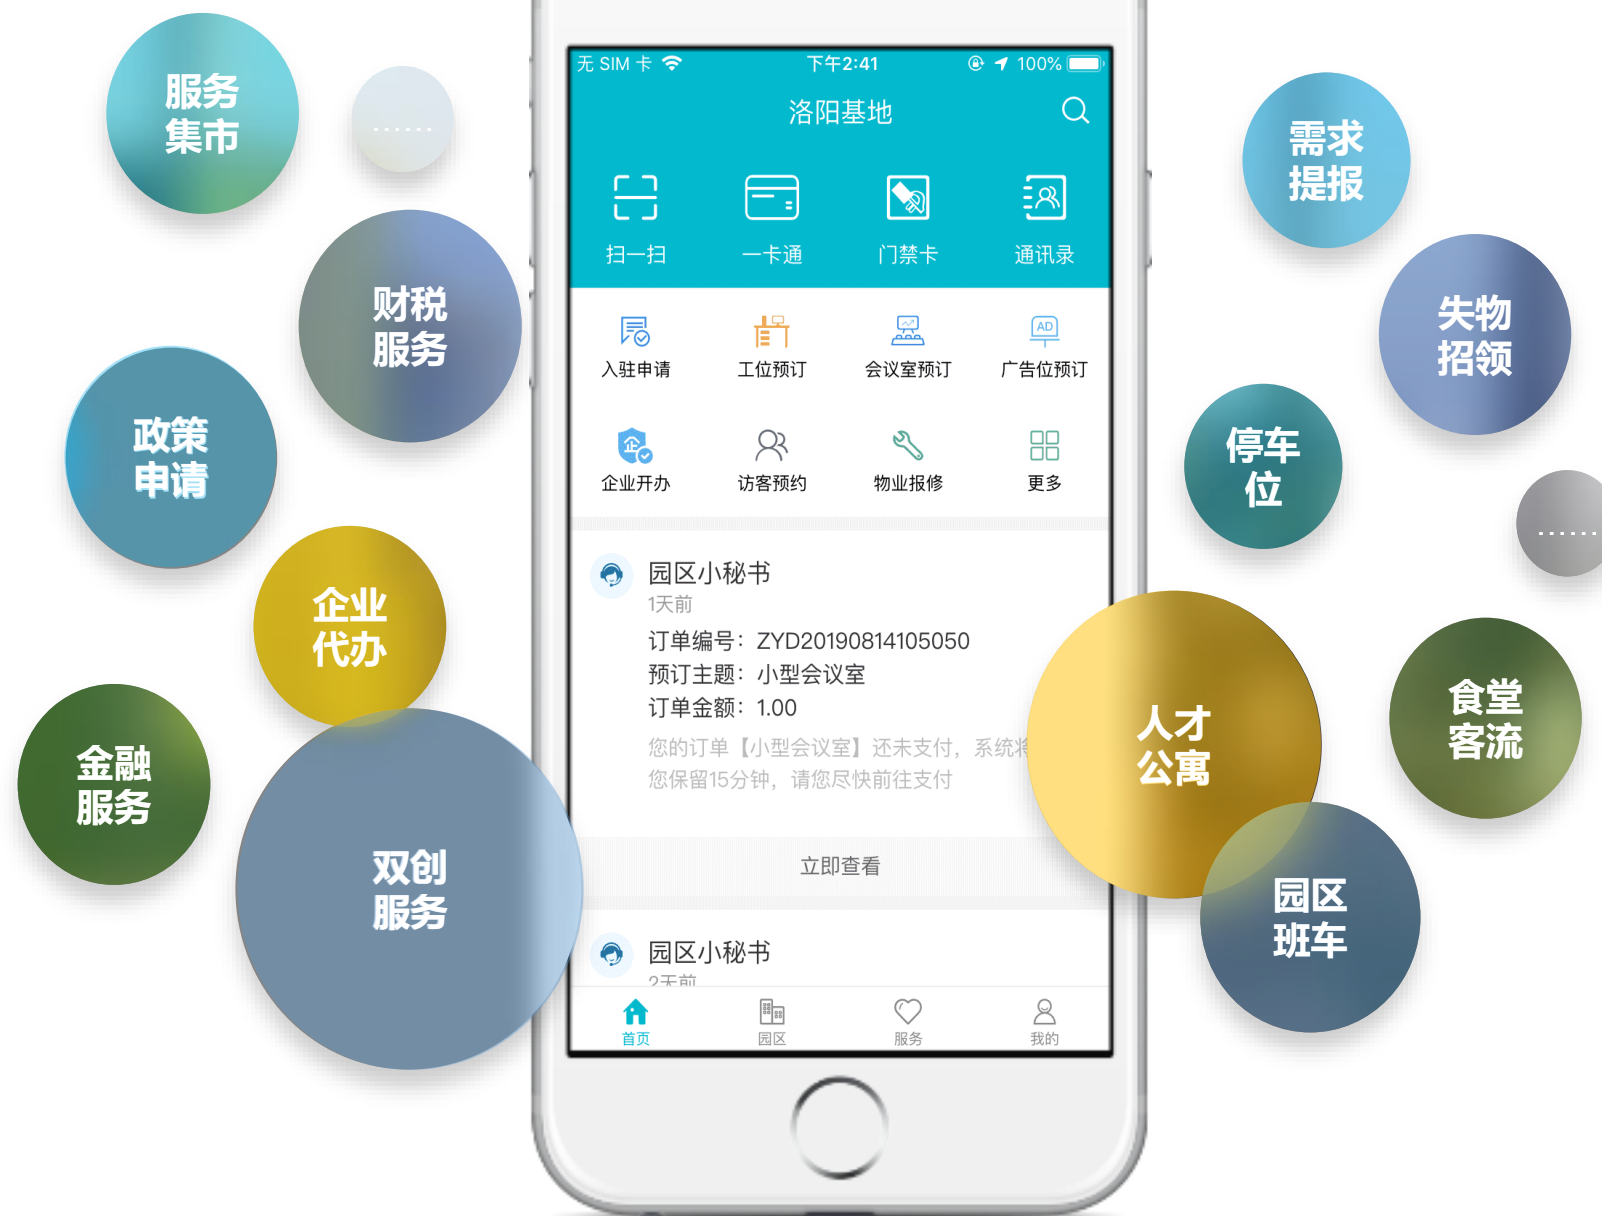 服务
集市
......
财税
服务
政策
申请
企业
代办
金融
服务
双创
服务
无 SIM 卡
下午2:41
100%
洛阳基地
扫一扫
一卡通
门禁卡
通讯录
AD
入驻申请
工位预订
会议室预订
广告位预订
企
企业开办
访客预约
物业报修
更多
园区小秘书
1天前
订单编号：ZYD20190814105050
预订主题：小型会议室
订单金额：1.00
您的订单【小型会议室】还未支付，系统将
您保留15分钟，请您尽快前往支付
立即查看
园区小秘书
2天前
首页
园区
服务
我的
需求
提报
失物
招领
停车
位
......
人才
公寓
食堂
客流
园区
班车